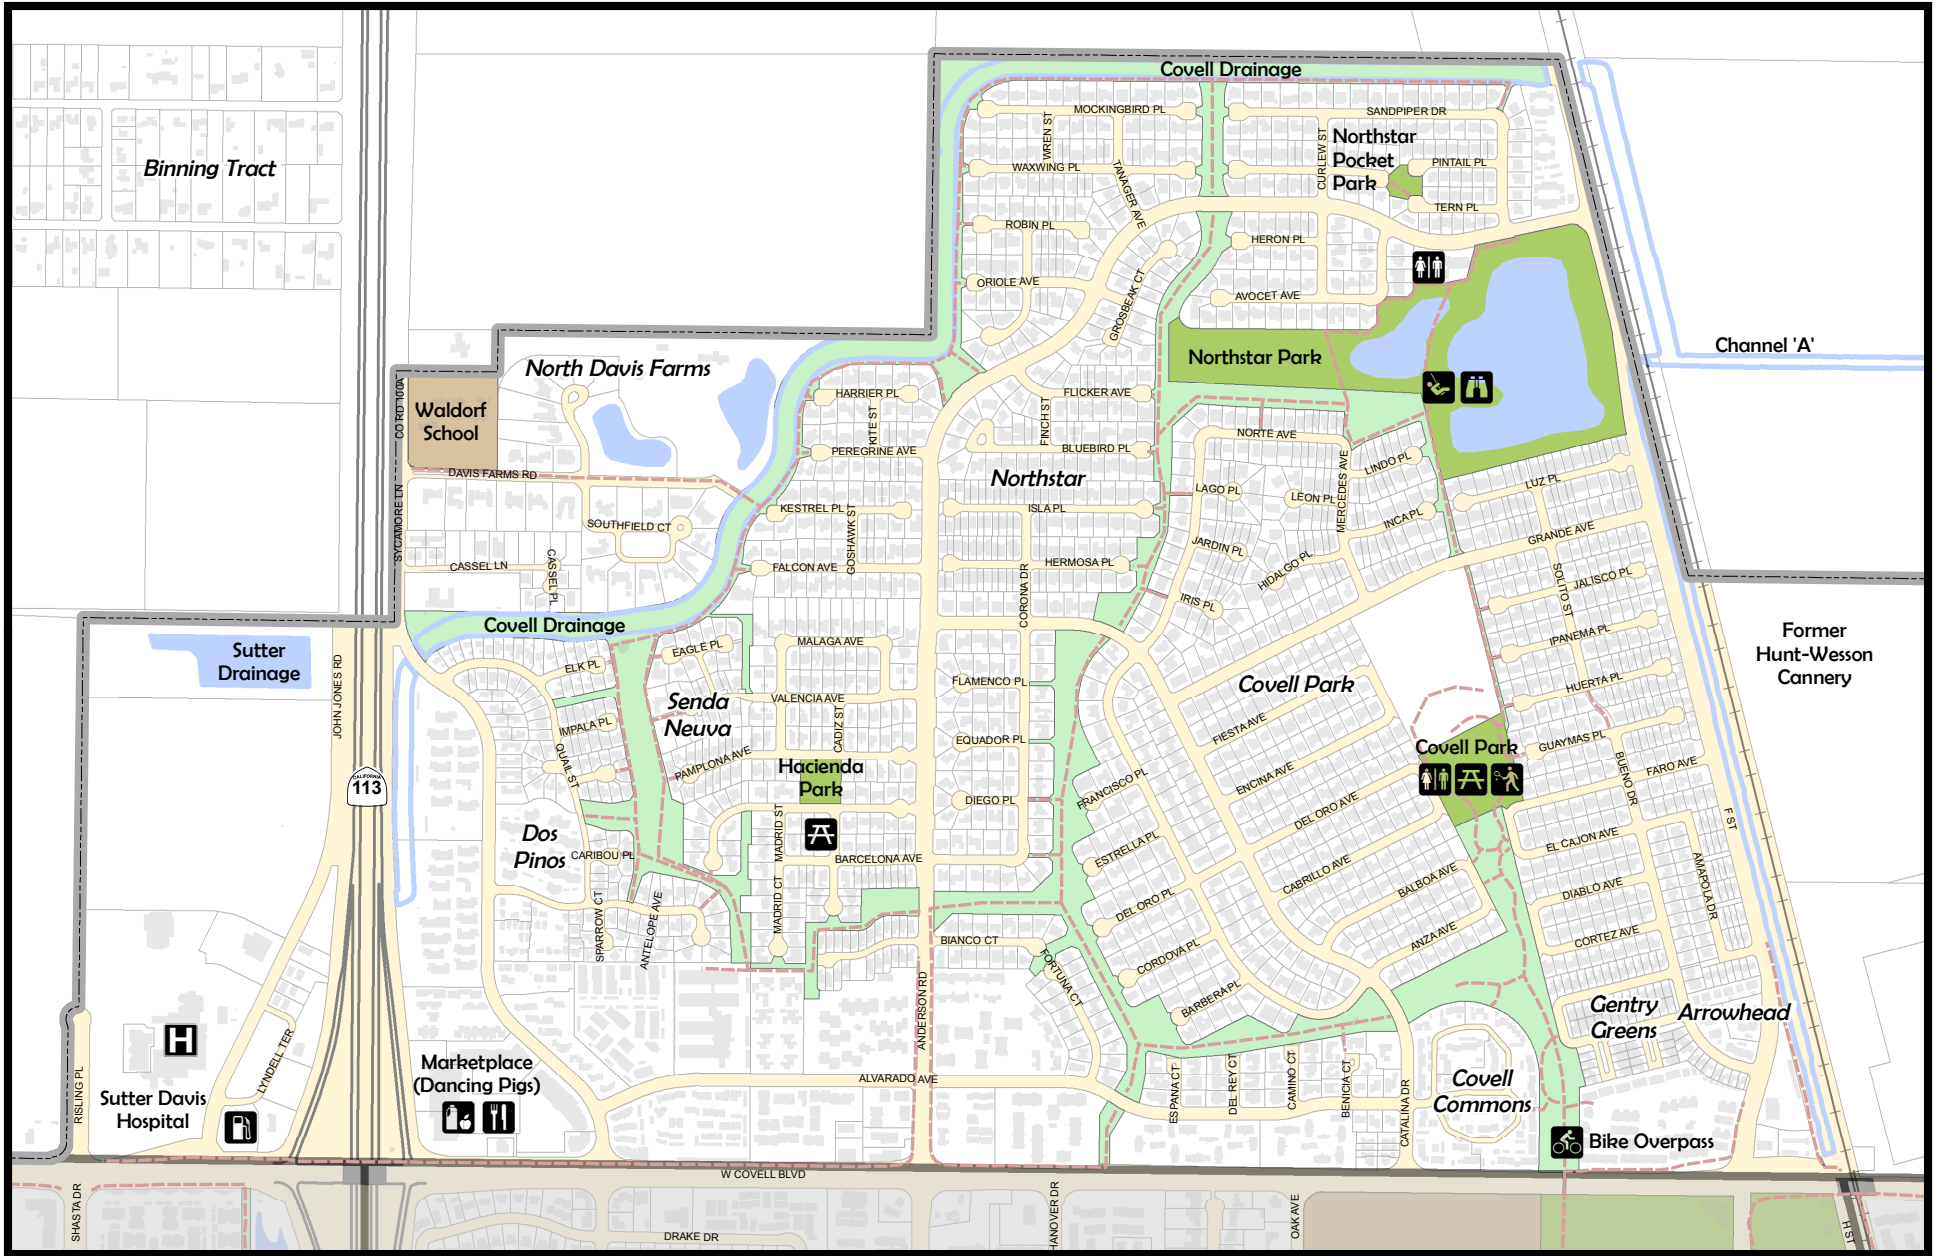 Covell Drainage
MOCKINGBIRD PL
SANDPIPER DR
WREN ST
CURLEW ST
Northstar
Pocket
Park
PINTAIL PL
Binning Tract
WAXWING PL
TANAGER AVE
TERN PL
ROBIN PL
HERON PL
ORIOLE AVE
GROSBEAK CT
AVOCET AVE
Channel 'A'
Northstar Park
North Davis Farms
CO RD 100A
Waldorf
School
HARRIER PL
KITE ST
FINCH ST
FLICKER AVE
PEREGRINE AVE
BLUEBIRD PL
NORTE AVE
MERCEDES AVE
LINDO PL
DAVIS FARMS RD
Northstar
LAGO PL
LEON PL
LUZ PL
SYCAMORE LN
KESTREL PL
GOSHAWK ST
ISLA PL
INCA PL
SOUTHFIELD CT
GRANDE AVE
JARDIN PL
CASSEL LN
CASSEL PL
FALCON AVE
HERMOSA PL
HIDALGO PL
SOLITO ST
JALISCO PL
CORONA DR
IRIS PL
Covell Drainage
Sutter
Drainage
JOHN JONES RD
EAGLE PL
MALAGA AVE
IPANEMA PL
Former
Hunt-Wesson
Cannery
ELK PL
FLAMENCO PL
Covell Park
HUERTA PL
Senda
Neuva
VALENCIA AVE
CADIZ ST
IMPALA PL
QUAIL ST
FIESTA AVE
EQUADOR PL
GUAYMAS PL
Covell Park
BUENO DR
FARO AVE
PAMPLONA AVE
Hacienda
Park
CALIFORNIA
113
FRANCISCO PL
ENCINA AVE
DIEGO PL
DEL ORO AVE
F ST
Dos
Pinos
MADRID ST
CARIBOU PL
BARCELONA AVE
ESTRELLA PL
EL CAJON AVE
CABRILLO AVE
BALBOA AVE
DIABLO AVE
AMAPOLA DR
SPARROW CT
ANTELOPE AVE
MADRID CT
DEL ORO PL
ANZA AVE
CORTEZ AVE
BIANCO CT
FORTUNA CT
CORDOVA PL
ANDERSON RD
BARBERA PL
Gentry
Greens
Arrowhead
H
LYNDELL TER
RISLING PL
Marketplace
(Dancing Pigs)
ALVARADO AVE
ESPANA CT
DEL REY CT
CAMINO CT
BENICIA CT
CATALINA DR
Covell
Commons
Sutter Davis
Hospital
Bike Overpass
W COVELL BLVD
SHASTA DR
DRAKE DR
HANOVER DR
OAK AVE
H ST